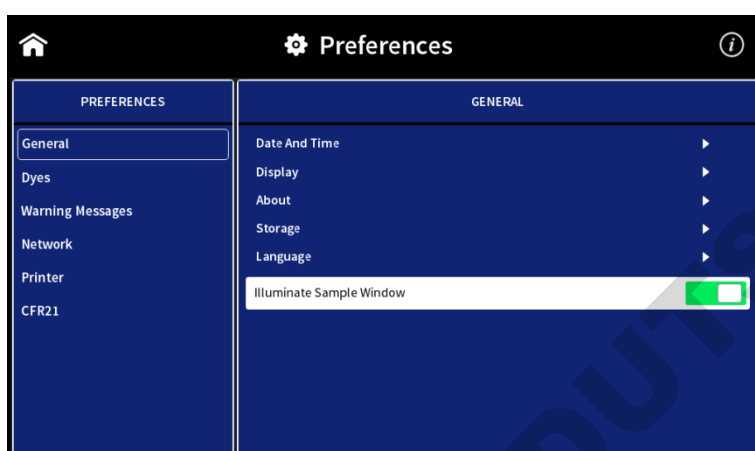 Preferences
PREFERENCES
GENERAL
General
Dyes
Warning Messages
Network
Printer
CFR21
Date And Time
Display
About
Storage
Language
Illuminate Sample Window